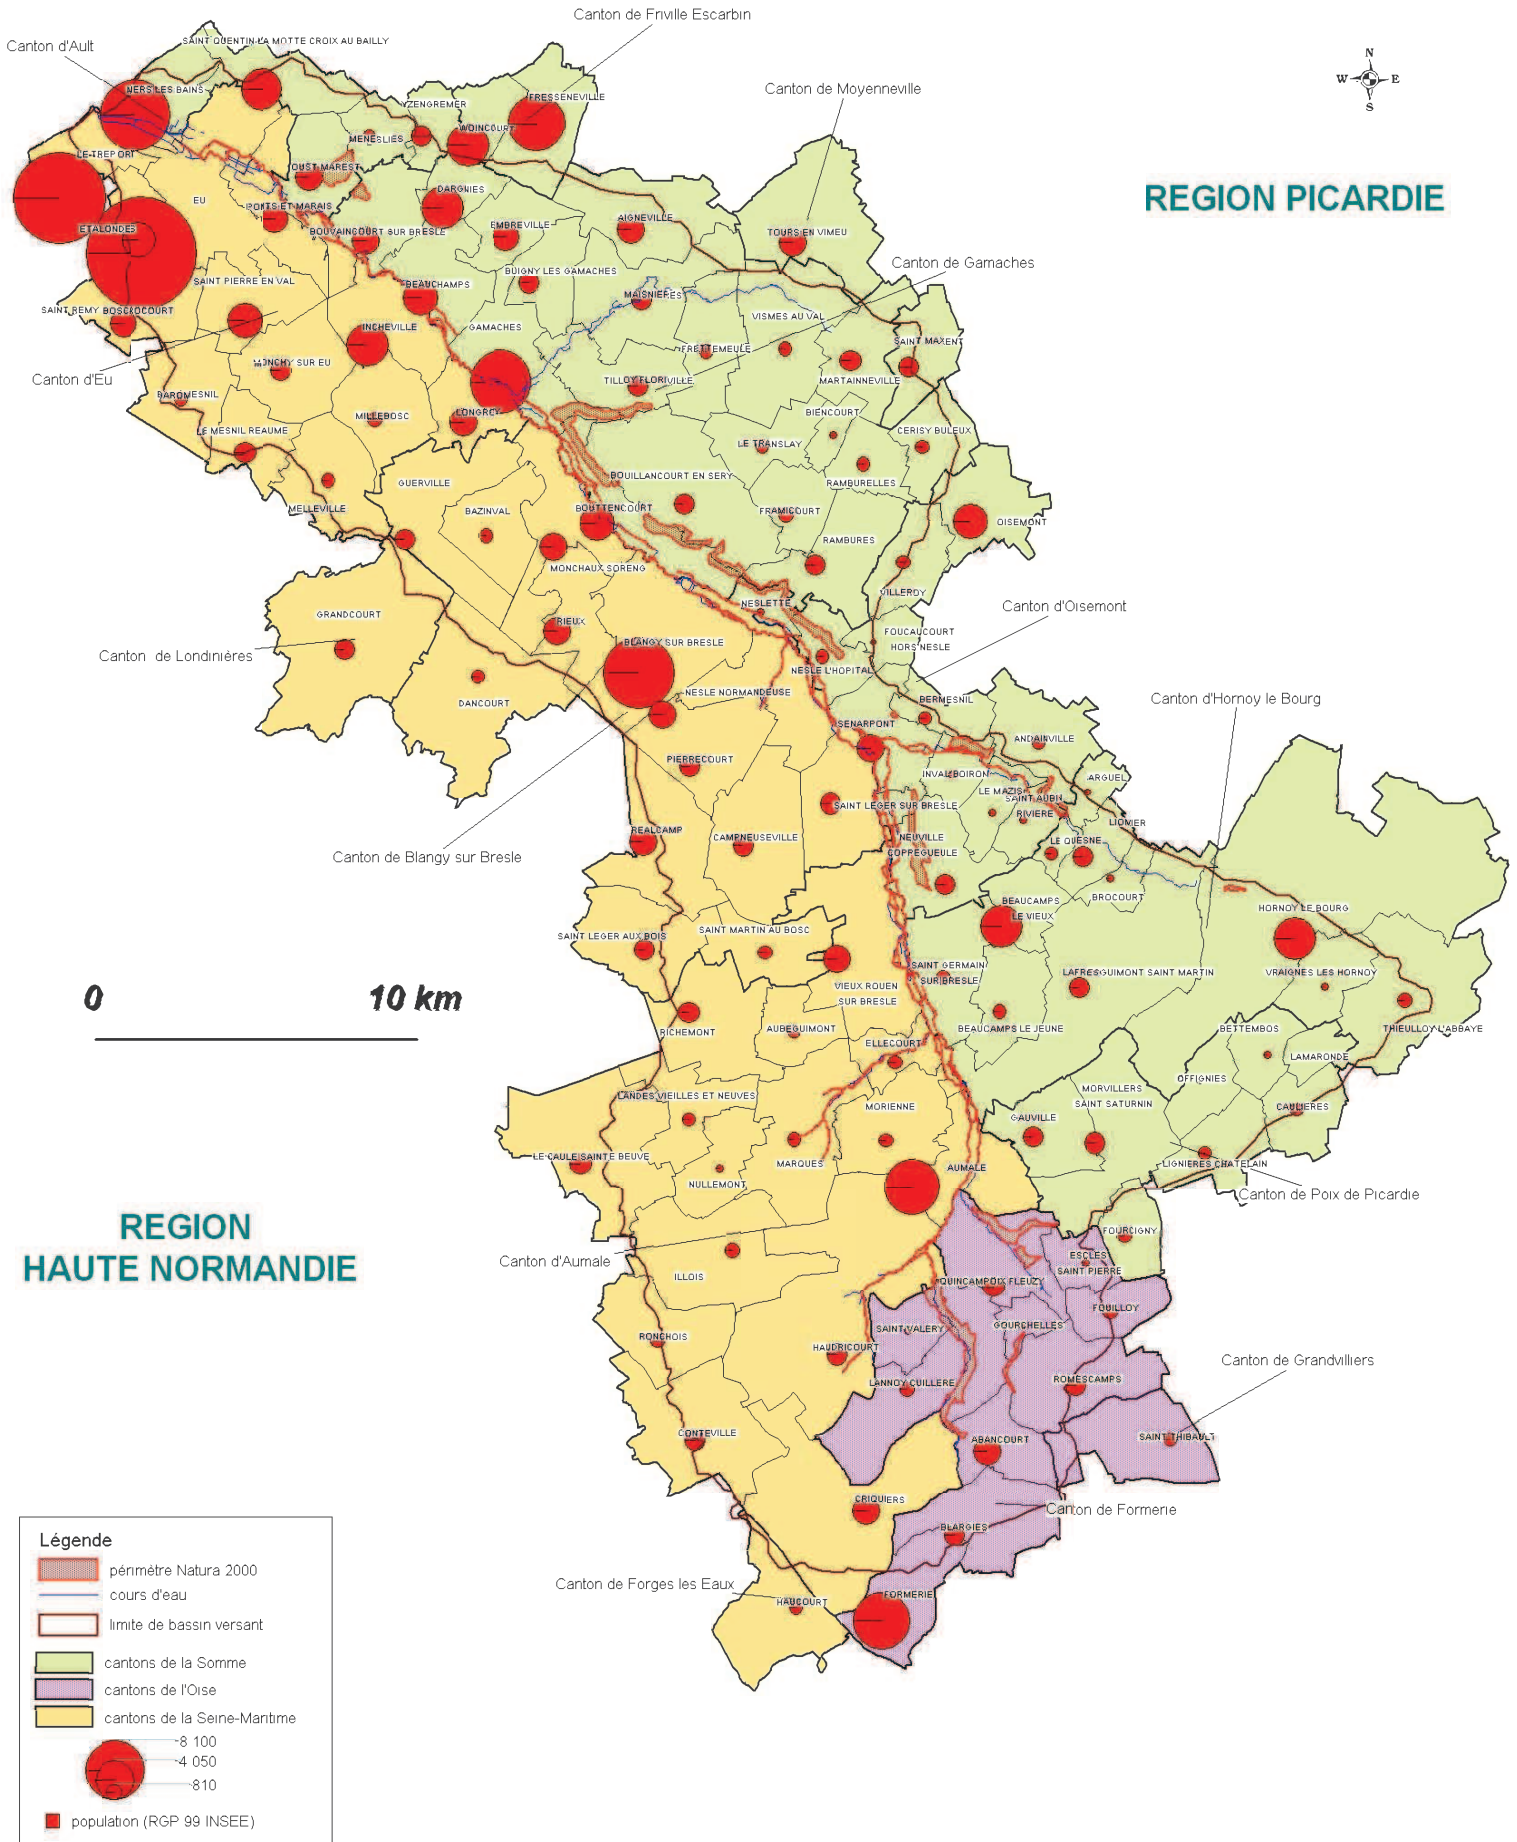 Canton de Friville Escarbin
Canton d'Ault
SAINT QUENTIN LA MOTTE CROIX AU BAILLY
N
W E
S
Canton de Moyenneville
NERS LES BAINS
FRESSENEVILLE
YZENGREMER
WOINCOURT
MENESLIES
LE TREPORT
OUST MAREST
REGION PICARDIE
EU
DARGNIES
PONTS ET MARAIS
ETALONDES
BOUVAINCOURT SUR BRESLE
EMBREVILLE
AIGNEVILLE
TOURS EN VIMEU
Canton de Gamaches
SAINT PIERRE EN VAL
BEAUCHAMPS
BUIGNY LES GAMACHES
MAISNIERES
SAINT REMY BOSCROCOURT
INCHEVILLE
GAMACHES
VISMES AU VAL
FRETTEMEULE
SAINT MAXENT
MONCHY SUR EU
Canton d'Eu
TILLOY FLORIVILLE
MARTAINNEVILLE
BAROMESNIL
MILLEBOSC
LONGROY
BIENCOURT
LE MESNIL REAUME
LE TRANSLAY
CERISY BULEUX
GUERVILLE
BOUILLANCOURT EN SERY
RAMBURELLES
MELLEVILLE
BAZINVAL
BOUTTENCOURT
FRAMICOURT
OISEMONT
RAMBURES
MONCHAUX SORENG
VILLEROY
GRANDCOURT
NESLETTE
Canton d'Oisemont
RIEUX
FOUCAUCOURT
HORS NESLE
BLANGY SUR BRESLE
Canton de Londinières
NESLE L'HOPITAL
NESLE NORMANDEUSE
BERMESNIL
Canton d'Hornoy le Bourg
DANCOURT
SENARPONT
ANDAINVILLE
PIERRECOURT
INVAL BOIRON
ARGUEL
LE MAZIS
SAINT AUBIN
RIVIERE
SAINT LEGER SUR BRESLE
LIOMER
REALCAMP
CAMPNEUSEVILLE
NEUVILLE
COPPEGUEULE
LE QUESNE
Canton de Blangy sur Bresle
BROCOURT
BEAUCAMPS
LE VIEUX
HORNOY LE BOURG
SAINT LEGER AUX BOIS
SAINT MARTIN AU BOSC
SAINT GERMAIN
SUR BRESLE
LAFRESGUIMONT SAINT MARTIN
VRAIGNES LES HORNOY
0 10 km
VIEUX ROUEN
SUR BRESLE
RICHEMONT
AUBEGUIMONT
BEAUCAMPS LE JEUNE
BETTEMBOS
THIEULLOY L'ABBAYE
ELLECOURT
LAMARONDE
OFFIGNIES
LANDES VIEILLES ET NEUVES
MORIENNE
MORVILLERS
SAINT SATURNIN
CAULIERES
GAUVILLE
LE CAULE SAINTE BEUVE
MARQUES
AUMALE
LIGNIERES CHATELAIN
NULLEMONT
Canton de Poix de Picardie
REGION
HAUTE NORMANDIE
FOURCIGNY
Canton d'Aumale
ESCLES
SAINT PIERRE
ILLOIS
QUINCAMPOIX FLEUZY
FOUILLOY
SAINT VALERY
GOURCHELLES
RONCHOIS
HAUDRICOURT
Canton de Grandvilliers
LANNOY CUILLERE
ROMESCAMPS
CONTEVILLE
ABANCOURT
SAINT THIBAULT
CRIQUIERS
Canton de Formerie
BLARGIES
Canton de Forges les Eaux
FORMERIE
HAUCOURT
Légende
périmètre Natura 2000
cours d'eau
limite de bassin versant
cantons de la Somme
cantons de l'Oise
cantons de la Seine-Maritime
8 100
4 050
810
population (RGP 99 INSEE)